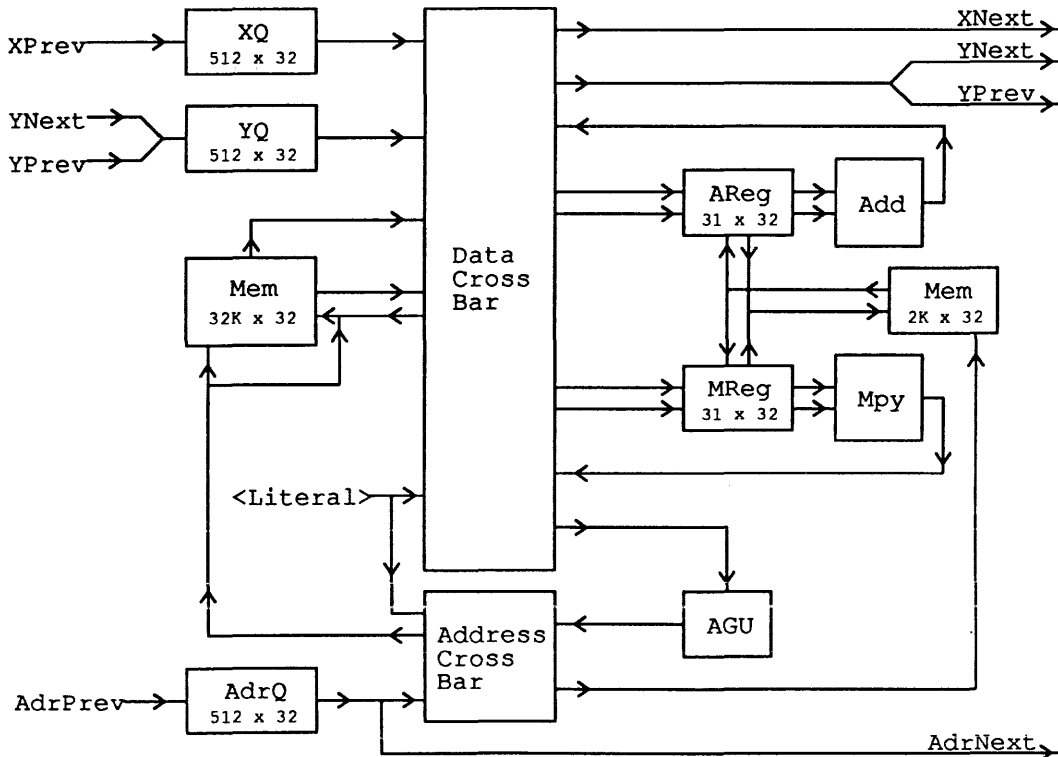 XPrev
XQ
512 x 32
XNext
YNext
YPrev
YNext
YPrev
YQ
512 x 32
AReg
31 x 32
Add
Mem
32K x 32
Data
Cross
Bar
Mem
2K x 32
MReg
31 x 32
Mpy
<Literal>
AGU
Address
Cross
Bar
AdrPrev
AdrQ
512 x 32
AdrNext